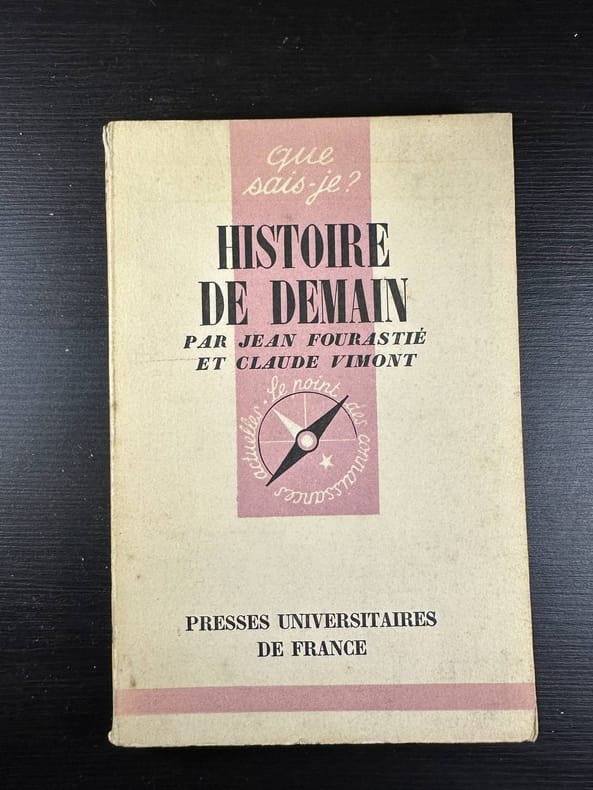 que
sais-je?
HISTOIRE
DE DEMAIN
PAR JEAN FOURASTIÉ
ET CLAUDE VIMONT
Le point des connaissances actuelles.
PRESSES UNIVERSITAIRES
DE FRANCE